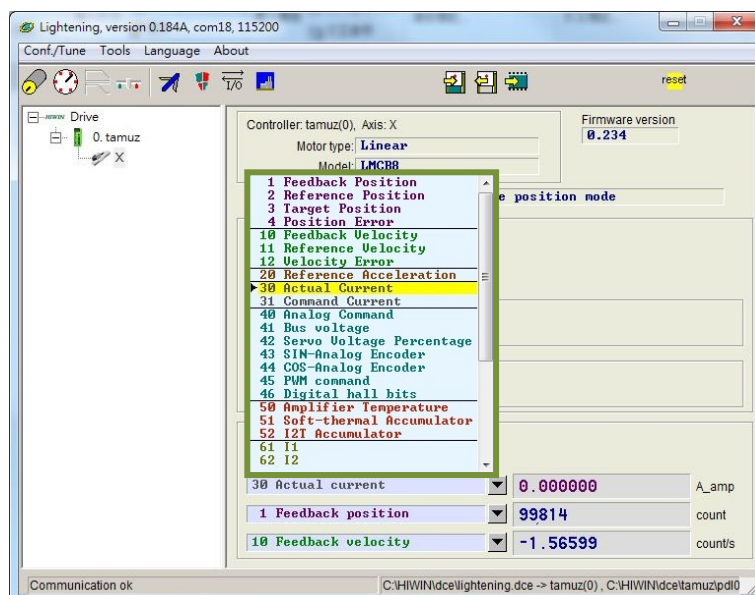 Lightening, version 0.184A, com18, 115200
Conf./Tune Tools Language About
I/O
reset
HIWIN Drive
0. tamuz
X
Controller: tamuz(0), Axis: X
Firmware version
0.234
Motor type: Linear
Model: LMCB8
e position mode
1 Feedback Position
2 Reference Position
3 Target Position
4 Position Error
10 Feedback Velocity
11 Reference Velocity
12 Velocity Error
20 Reference Acceleration
30 Actual Current
31 Command Current
40 Analog Command
41 Bus voltage
42 Servo Voltage Percentage
43 SIN-Analog Encoder
44 COS-Analog Encoder
45 PWM command
46 Digital hall bits
50 Amplifier Temperature
51 Soft-thermal Accumulator
52 I2T Accumulator
61 I1
62 I2
30 Actual current 0.000000 A_amp
1 Feedback position 99814 count
10 Feedback velocity -1.56599 count/s
Communication ok C:\HIWIN\dce\lightening.dce -> tamuz(0) , C:\HIWIN\dce\tamuz\pdl0